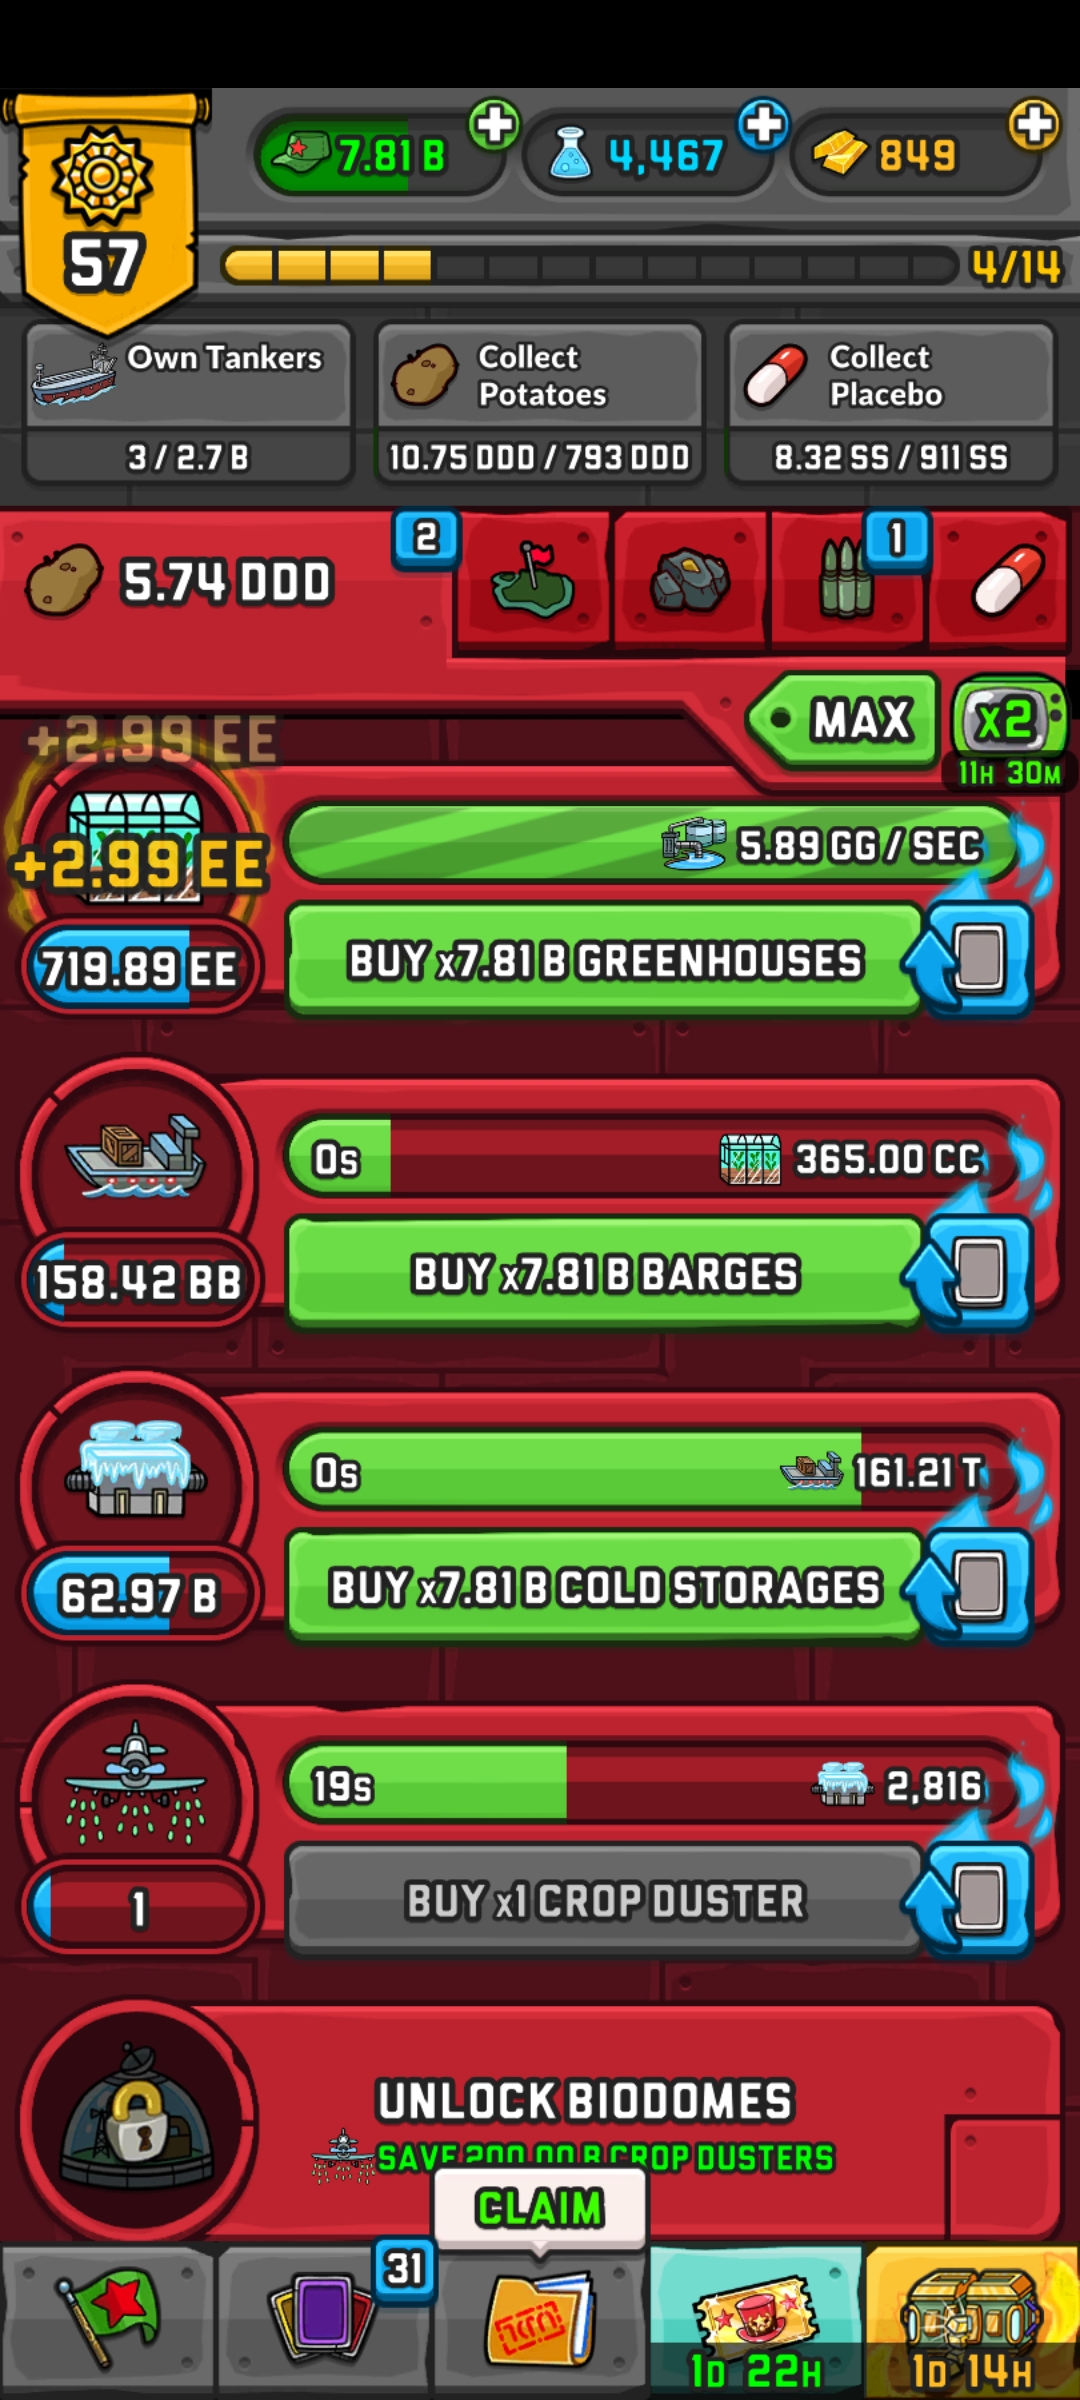 7.81 B
4,467
849
57
4/14
Own Tankers
3 / 2.7 B
Collect
Potatoes
10.75 DDD / 793 DDD
Collect
Placebo
8.32 SS / 911 SS
5.74 DDD
2
1
MAX
x2
11H 30M
+2.99 EE
+2.99 EE
5.89 GG / SEC
719.89 EE
BUY x7.81 B GREENHOUSES
0s
365.00 CC
158.42 BB
BUY x7.81 B BARGES
0s
161.21 T
62.97 B
BUY x7.81 B COLD STORAGES
19s
2,816
1
BUY x1 CROP DUSTER
UNLOCK BIODOMES
SAVE 200.00 B CROP DUSTERS
CLAIM
31
1D 22H
1D 14H